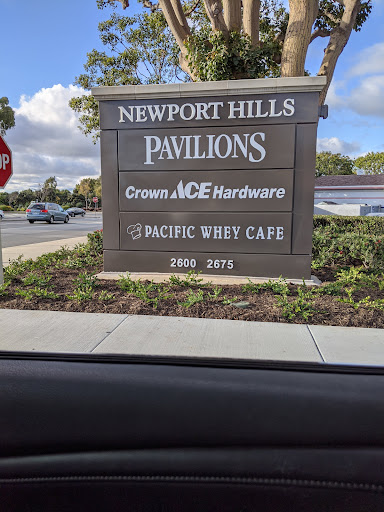 NEWPORT HILLS
PAVILIONS
Crown ACE Hardware
PACIFIC WHEY CAFE
2600 2675